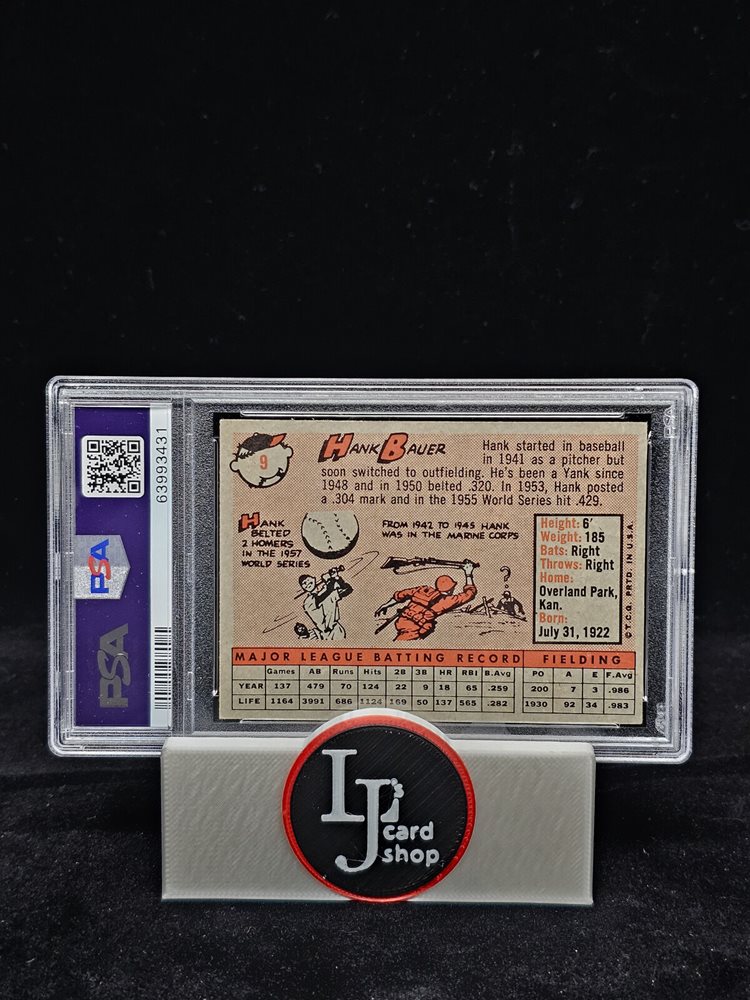 63993431
PSA
PSA
9
HANK BAUER
Hank started in baseball
in 1941 as a pitcher but
soon switched to outfielding. He's been a Yank since
1948 and in 1950 belted .320. In 1953, Hank posted
a .304 mark and in the 1955 World Series hit .429.
HANK
BELTED
2 HOMERS
IN THE 1957
WORLD SERIES
FROM 1942 TO 1945 HANK
WAS IN THE MARINE CORPS
?
Height: 6'
Weight: 185
Bats: Right
Throws: Right
Home:
Overland Park,
Kan.
Born:
July 31, 1922
© T.C.G. PRTD. IN U.S.A.
MAJOR LEAGUE BATTING RECORD FIELDING
Games AB Runs Hits 2B 3B HR RBI B.Avg PO A E F.Avg
YEAR 137 479 70 124 22 9 18 65 .259 200 7 3 .986
LIFE 1164 3991 686 1124 169 50 137 565 .282 1930 92 34 .983
LJ's
card
shop